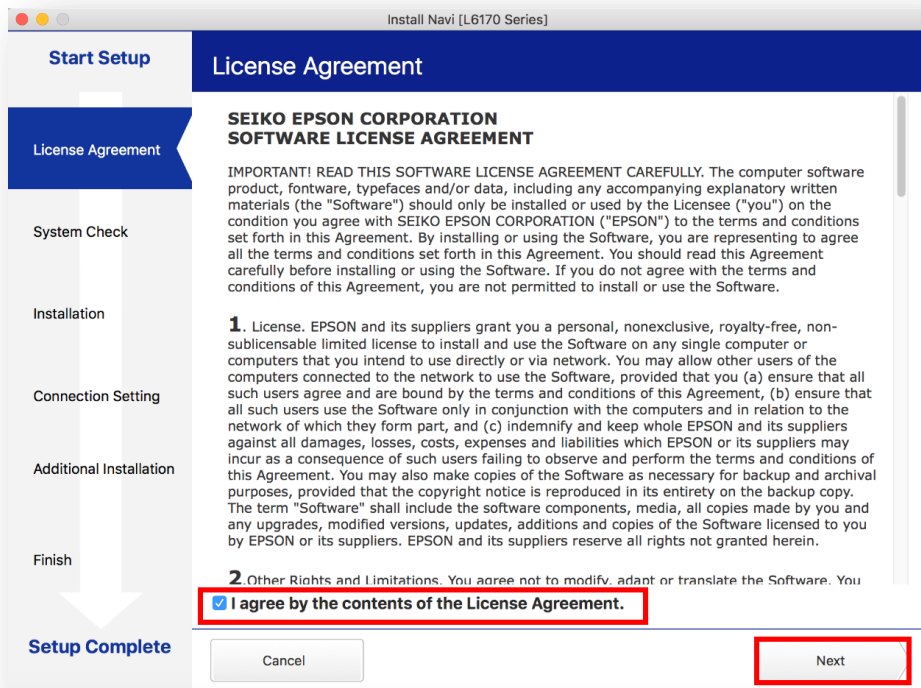 Install Navi [L6170 Series]
Start Setup
License Agreement
System Check
Installation
Connection Setting
Additional Installation
Finish
Setup Complete
License Agreement
SEIKO EPSON CORPORATION
SOFTWARE LICENSE AGREEMENT
IMPORTANT! READ THIS SOFTWARE LICENSE AGREEMENT CAREFULLY. The computer software
product, fontware, typefaces and/or data, including any accompanying explanatory written
materials (the "Software") should only be installed or used by the Licensee ("you") on the
condition you agree with SEIKO EPSON CORPORATION ("EPSON") to the terms and conditions
set forth in this Agreement. By installing or using the Software, you are representing to agree
all the terms and conditions set forth in this Agreement. You should read this Agreement
carefully before installing or using the Software. If you do not agree with the terms and
conditions of this Agreement, you are not permitted to install or use the Software.
1. License. EPSON and its suppliers grant you a personal, nonexclusive, royalty-free, non-
sublicensable limited license to install and use the Software on any single computer or
computers that you intend to use directly or via network. You may allow other users of the
computers connected to the network to use the Software, provided that you (a) ensure that all
such users agree and are bound by the terms and conditions of this Agreement, (b) ensure that
all such users use the Software only in conjunction with the computers and in relation to the
network of which they form part, and (c) indemnify and keep whole EPSON and its suppliers
against all damages, losses, costs, expenses and liabilities which EPSON or its suppliers may
incur as a consequence of such users failing to observe and perform the terms and conditions of
this Agreement. You may also make copies of the Software as necessary for backup and archival
purposes, provided that the copyright notice is reproduced in its entirety on the backup copy.
The term "Software" shall include the software components, media, all copies made by you and
any upgrades, modified versions, updates, additions and copies of the Software licensed to you
by EPSON or its suppliers. EPSON and its suppliers reserve all rights not granted herein.
2.Other Rights and Limitations. You agree not to modify, adapt or translate the Software. You
I agree by the contents of the License Agreement.
Cancel
Next